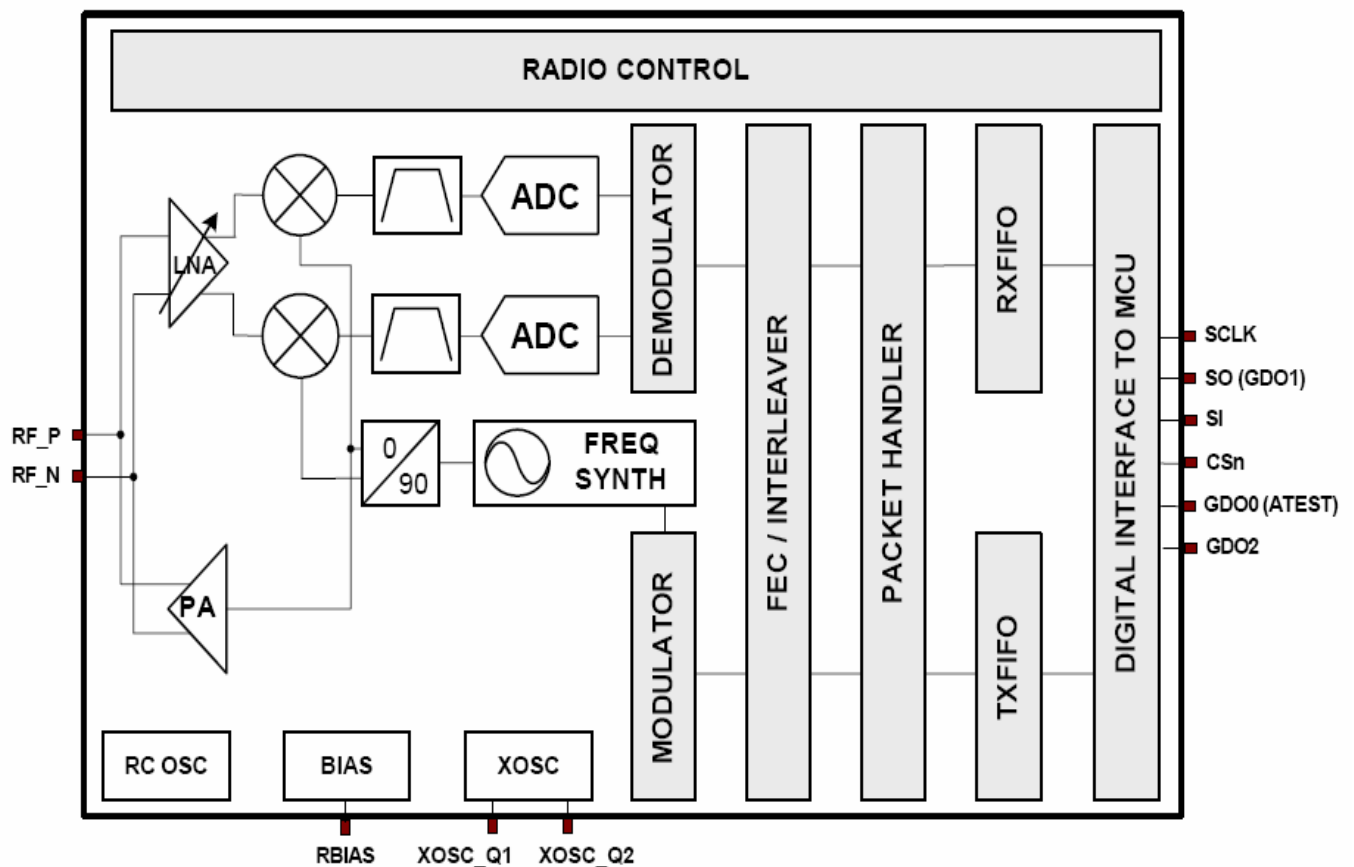 RADIO CONTROL
LNA
ADC
ADC
DEMODULATOR
FEC / INTERLEAVER
PACKET HANDLER
RXFIFO
DIGITAL INTERFACE TO MCU
SCLK
SO (GDO1)
SI
CSn
GDO0 (ATEST)
GDO2
RF_P
RF_N
0
90
FREQ
SYNTH
PA
MODULATOR
TXFIFO
RC OSC
BIAS
XOSC
RBIAS
XOSC_Q1
XOSC_Q2